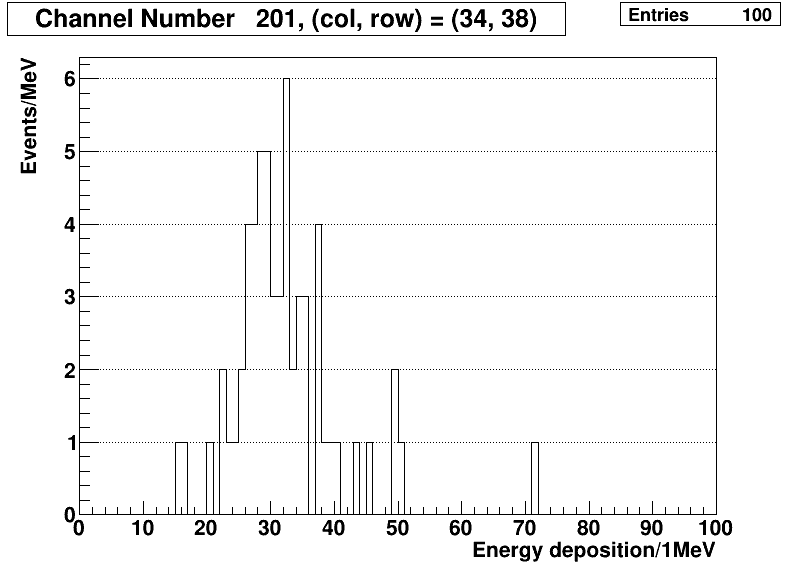 Channel Number   201, (col, row) = (34, 38)
Entries 100
Events/MeV
6
5
4
3
2
1
0
0 10 20 30 40 50 60 70 80 90 100
Energy deposition/1MeV